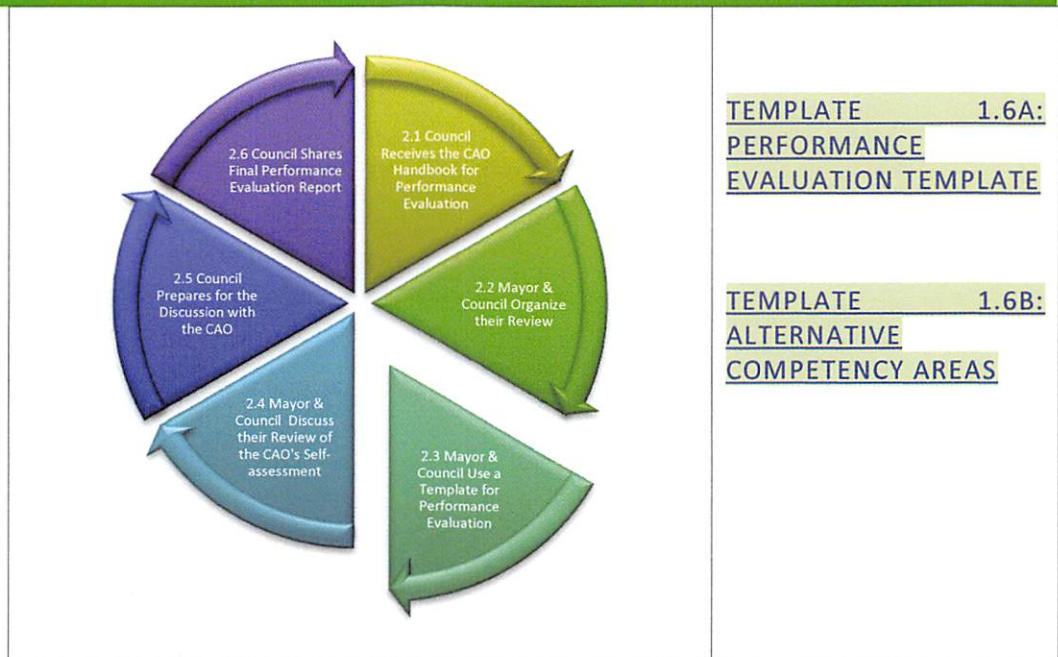 2.1 Council
Receives the CAO
Handbook for
Performance
Evaluation
2.2 Mayor &
Council Organize
their Review
2.3 Mayor &
Council Use a
Template for
Performance
Evaluation
2.4 Mayor &
Council Discuss
their Review of
the CAO's Self-
assessment
2.5 Council
Prepares for the
Discussion with
the CAO
2.6 Council Shares
Final Performance
Evaluation Report
TEMPLATE 1.6A:
PERFORMANCE
EVALUATION TEMPLATE
TEMPLATE 1.6B:
ALTERNATIVE
COMPETENCY AREAS